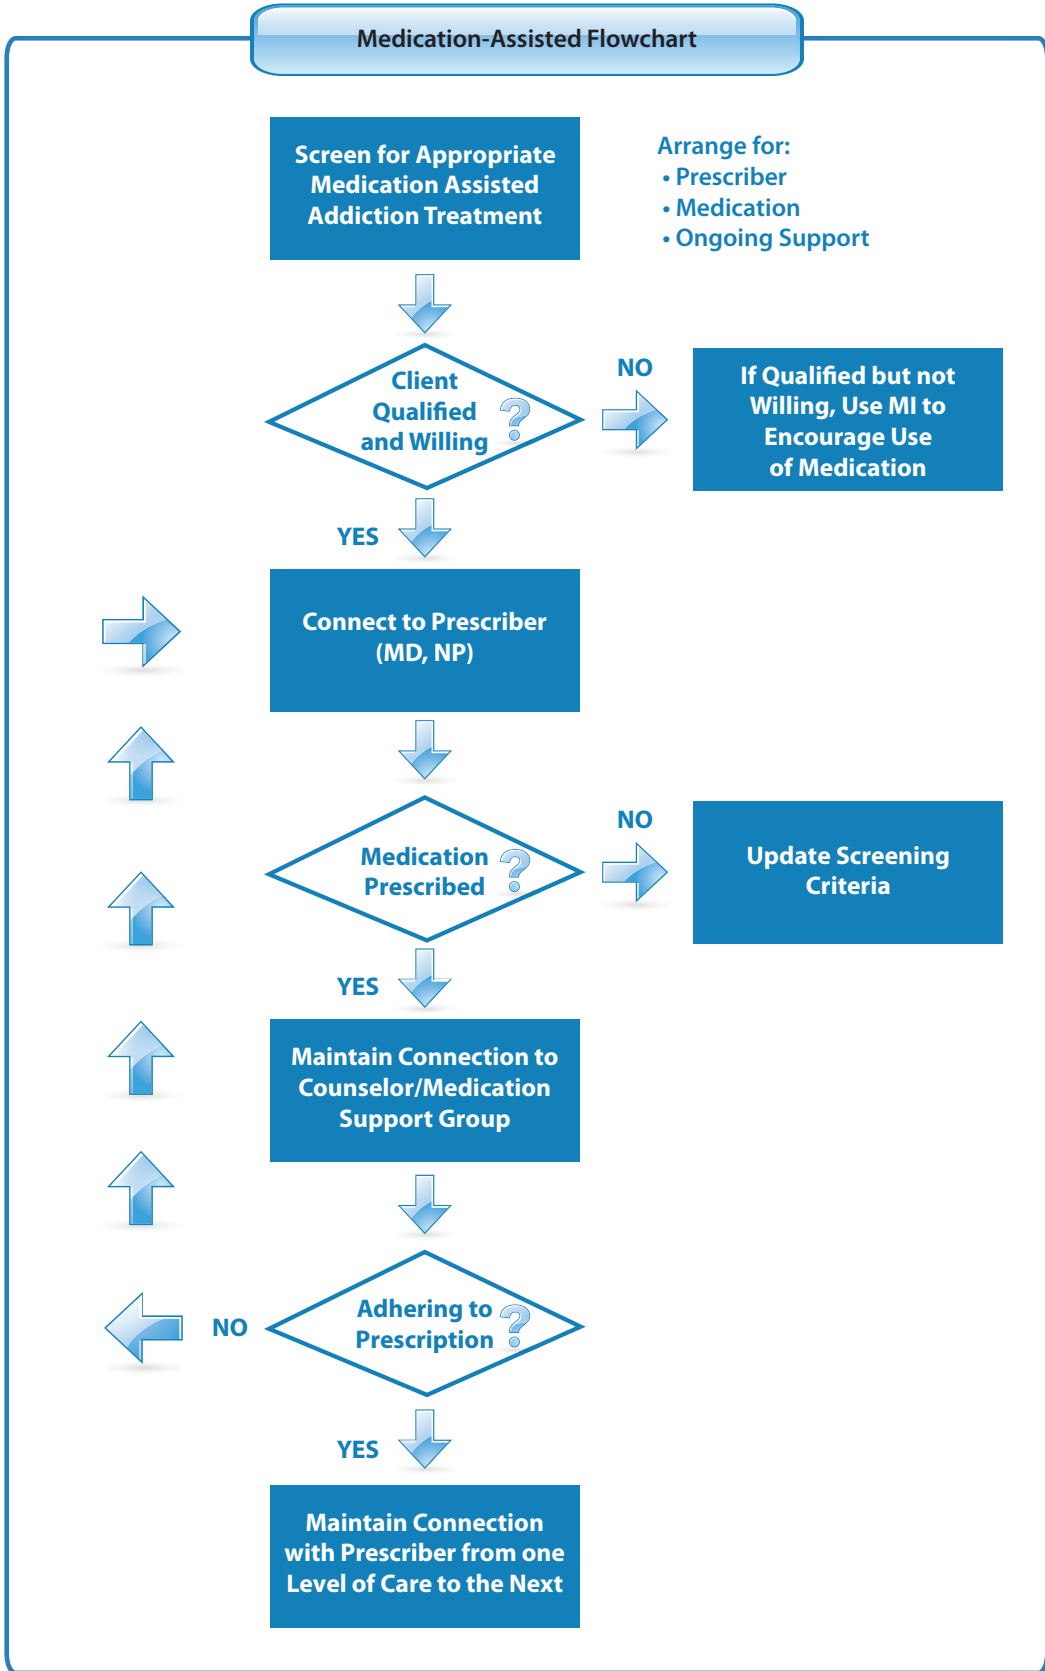 Medication-Assisted Flowchart
Screen for Appropriate
Medication Assisted
Addiction Treatment
Arrange for:
• Prescriber
• Medication
• Ongoing Support
Client
Qualified
and Willing
?
NO
If Qualified but not
Willing, Use MI to
Encourage Use
of Medication
YES
Connect to Prescriber
(MD, NP)
Medication
Prescribed
?
NO
Update Screening
Criteria
YES
Maintain Connection to
Counselor/Medication
Support Group
Adhering to
Prescription
?
NO
YES
Maintain Connection
with Prescriber from one
Level of Care to the Next